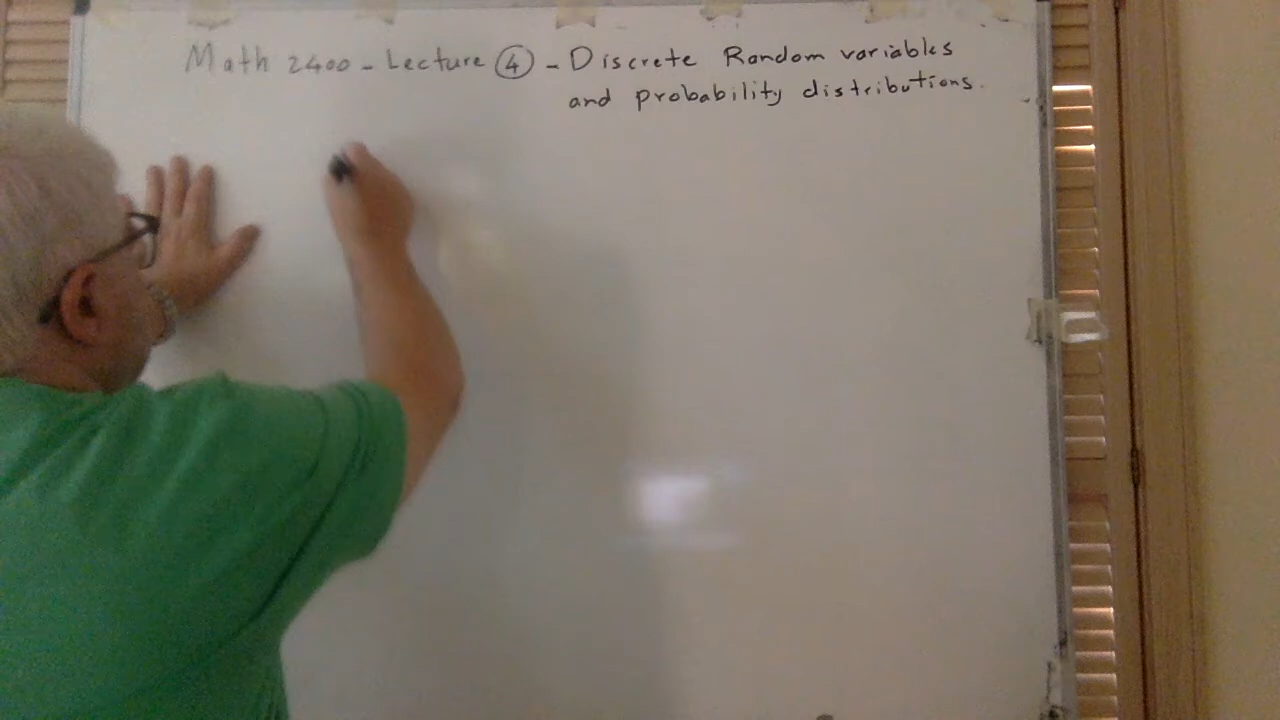 Math 2400 - Lecture ④ - Discrete Random variables
and probability distributions.